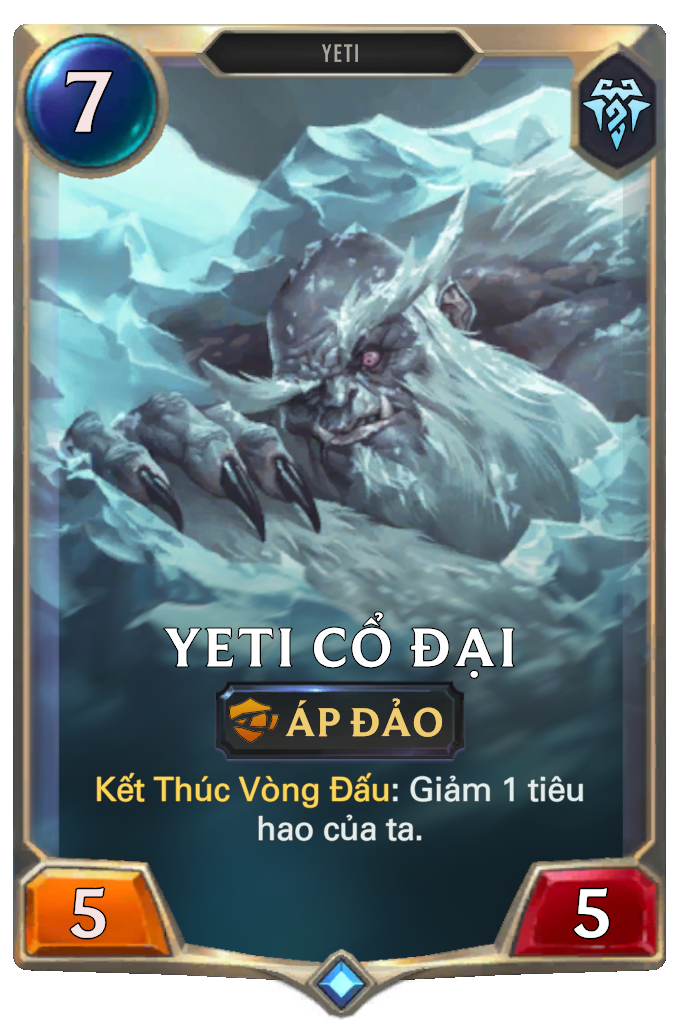 YETI
7
YETI CỔ ĐẠI
ÁP ĐẢO
Kết Thúc Vòng Đấu: Giảm 1 tiêu
hao của ta.
5
5